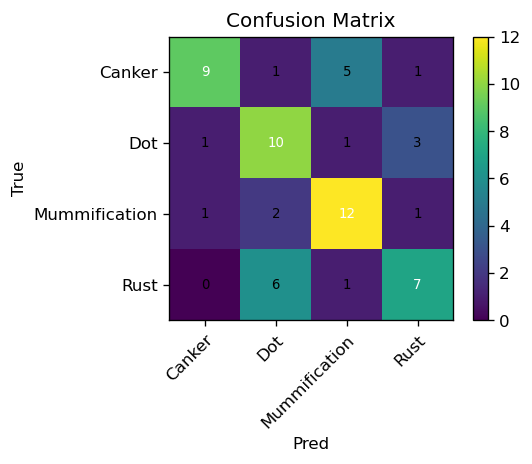 Confusion Matrix
True
Canker 9 1 5 1
Dot 1 10 1 3
Mummification 1 2 12 1
Rust 0 6 1 7
Canker Dot Mummification Rust
Pred
12
10
8
6
4
2
0